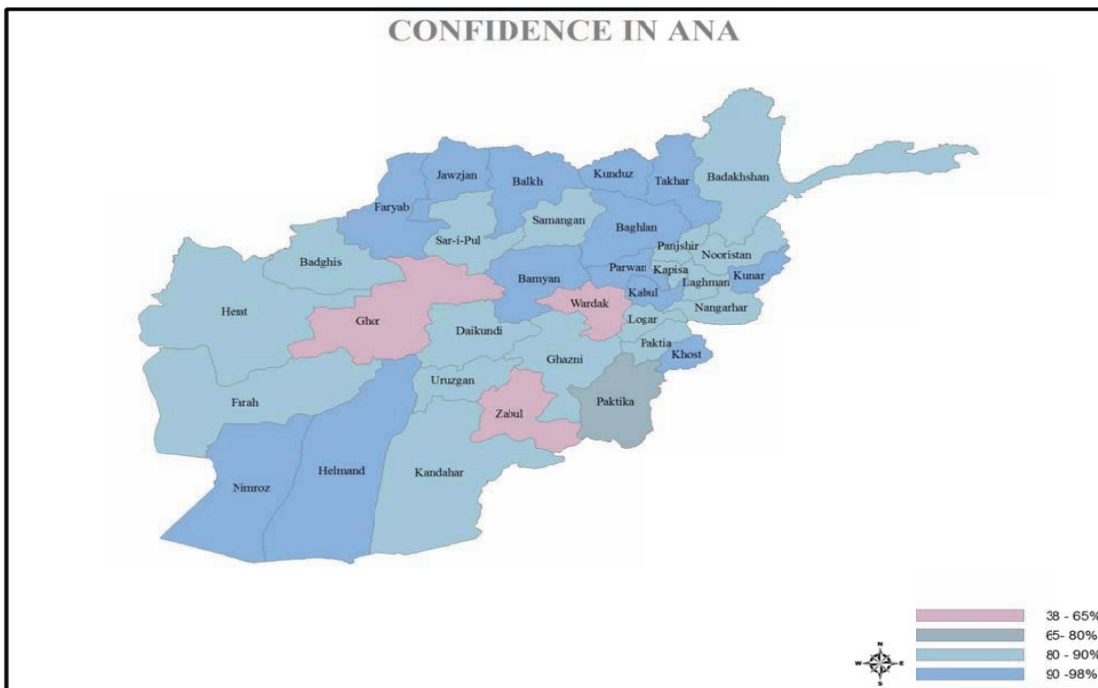 CONFIDENCE IN ANA
Jawzjan
Balkh
Kunduz
Takhar
Badakhshan
Faryab
Samangan
Baghlan
Sar-i-Pul
Panjshir
Nooristan
Badghis
Parwan
Kapisa
Kunar
Bamyan
Laghman
Kabul
Wardak
Nangarhar
Herat
Ghor
Logar
Daikundi
Paktia
Khost
Ghazni
Uruzgan
Farah
Paktika
Zabul
Helmand
Kandahar
Nimroz
N
W
E
S
38 - 65%
65- 80%
80 - 90%
90 -98%